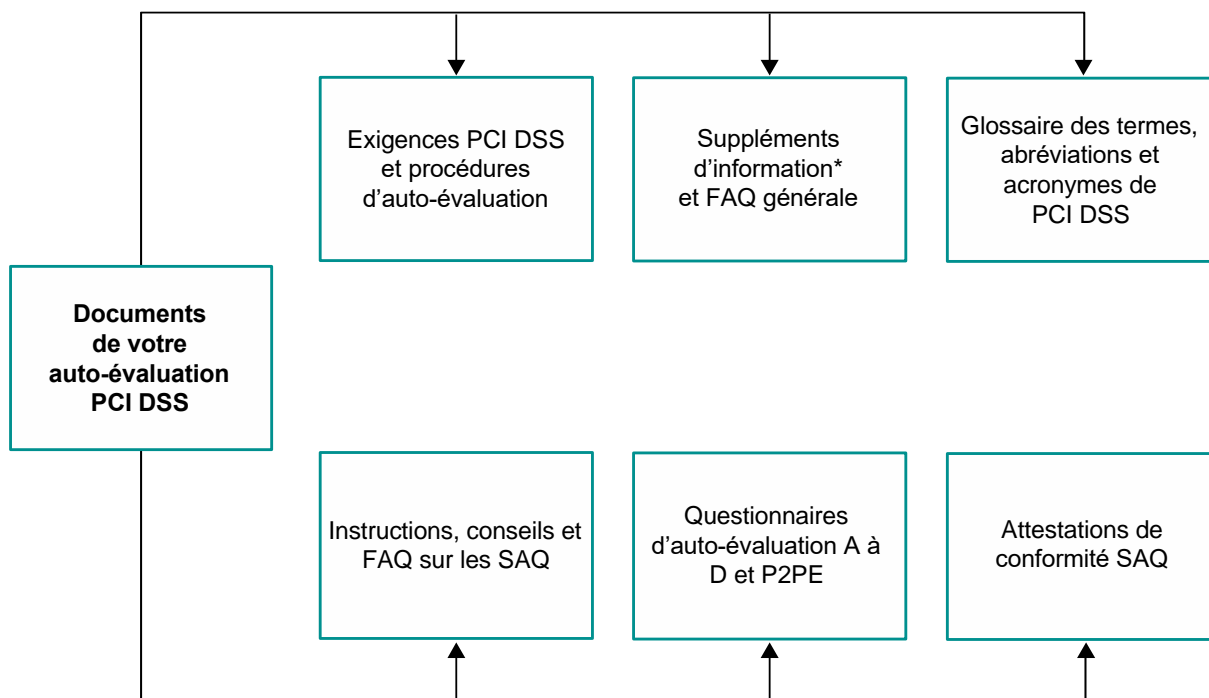 Exigences PCI DSS
et procédures
d’auto-évaluation
Suppléments
d’information*
et FAQ générale
Glossaire des termes,
abréviations et
acronymes de
PCI DSS
Documents
de votre
auto-évaluation
PCI DSS
Instructions, conseils et
FAQ sur les SAQ
Questionnaires
d’auto-évaluation A à
D et P2PE
Attestations de
conformité SAQ